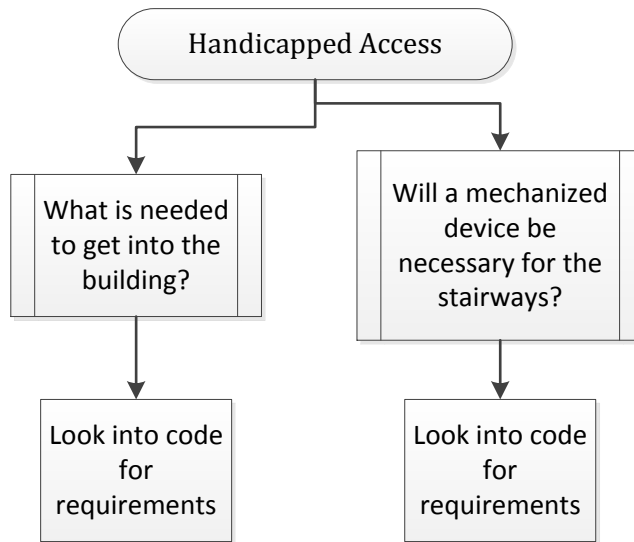 Handicapped Access
What is needed
to get into the
building?
Will a mechanized
device be
necessary for the
stairways?
Look into code
for
requirements
Look into code
for
requirements